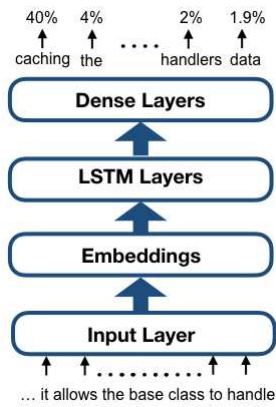 40% 4% 2% 1.9%
caching the .... handlers data
Dense Layers
LSTM Layers
Embeddings
Input Layer
..........
... it allows the base class to handle